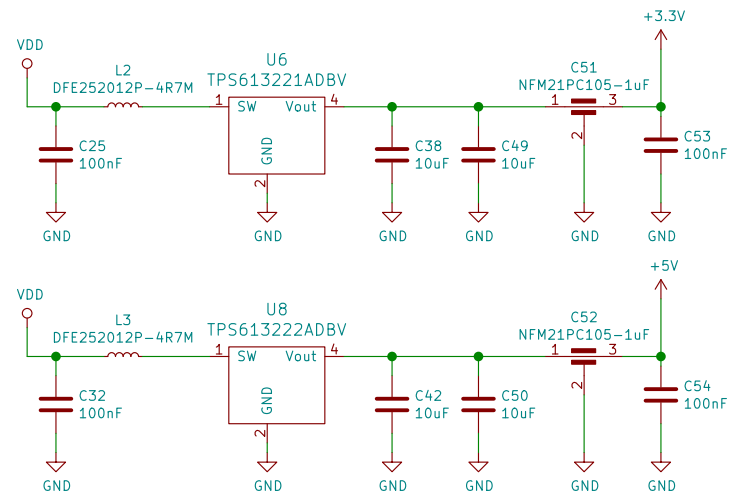 +3.3V
VDD
L2
DFE252012P-4R7M
U6
TPS613221ADBV
C51
NFM21PC105-1uF
1 SW Vout 4
GND
2
1 3
2
C25
100nF
C38
10uF
C49
10uF
C53
100nF
GND GND GND GND GND GND
+5V
VDD
L3
DFE252012P-4R7M
U8
TPS613222ADBV
C52
NFM21PC105-1uF
1 SW Vout 4
GND
2
1 3
2
C32
100nF
C42
10uF
C50
10uF
C54
100nF
GND GND GND GND GND GND